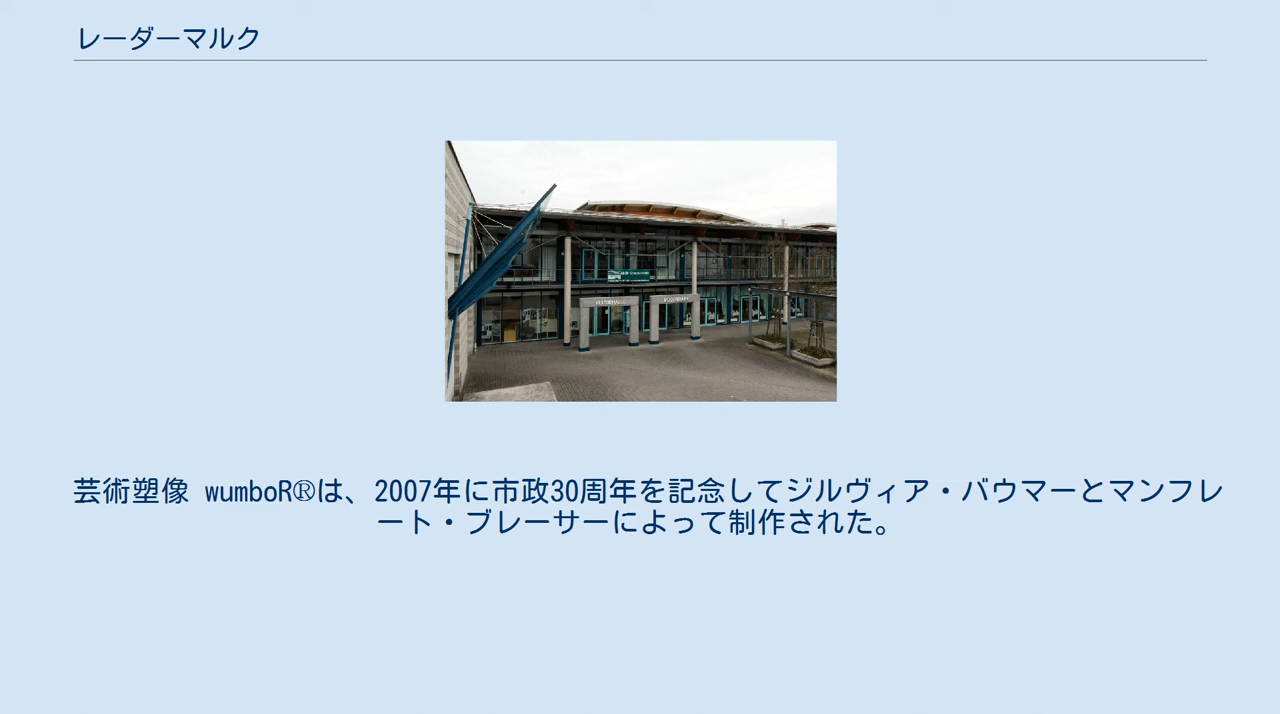 レーダーマルク
芸術塑像 wumboR®は、2007年に市政30周年を記念してジルヴィア・バウマーとマンフレ
ート・ブレーサーによって制作された。